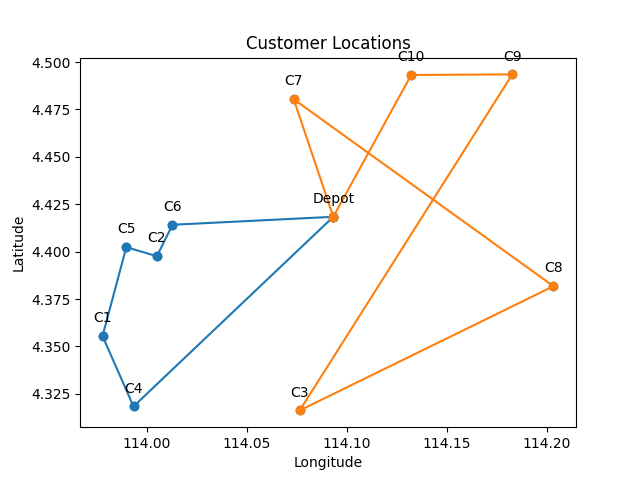 Customer Locations
C10
C9
4.500
C7
4.475
4.450
Depot
4.425
C6
C5
C2
4.400
C8
4.375
C1
4.350
C4
C3
4.325
114.00
114.05
114.10
114.15
114.20
Longitude
Latitude